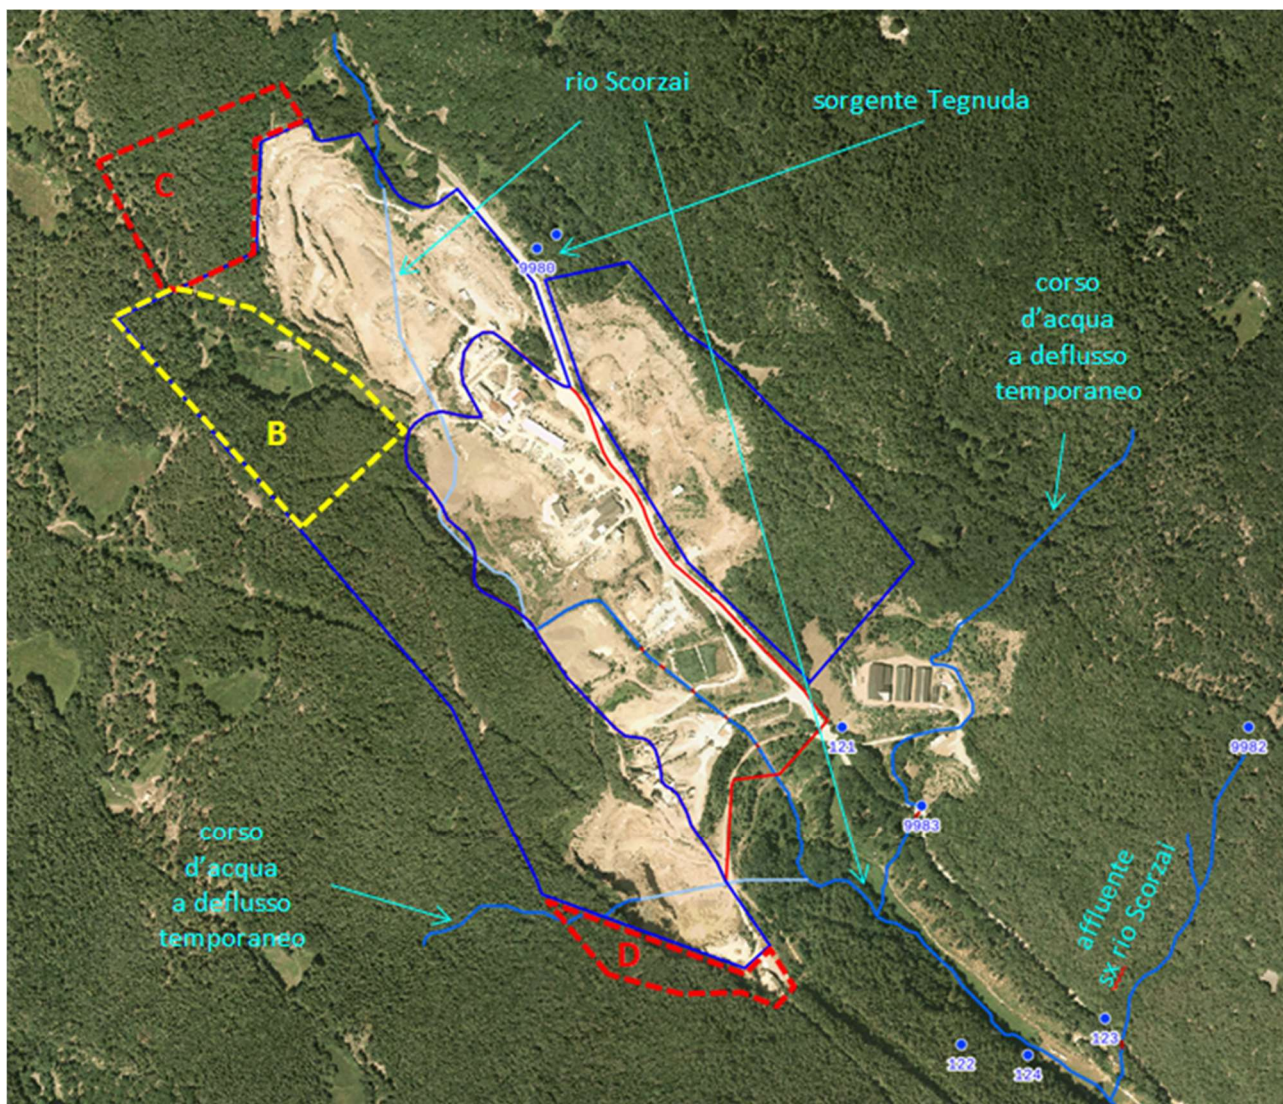 rio Scorzai
sorgente Tegnuda
C
9980
corso
d'acqua
a deflusso
temporaneo
B
121
9982
9983
corso
d'acqua
a deflusso
temporaneo
affluente
sx rio Scorzai
D
123
122
124